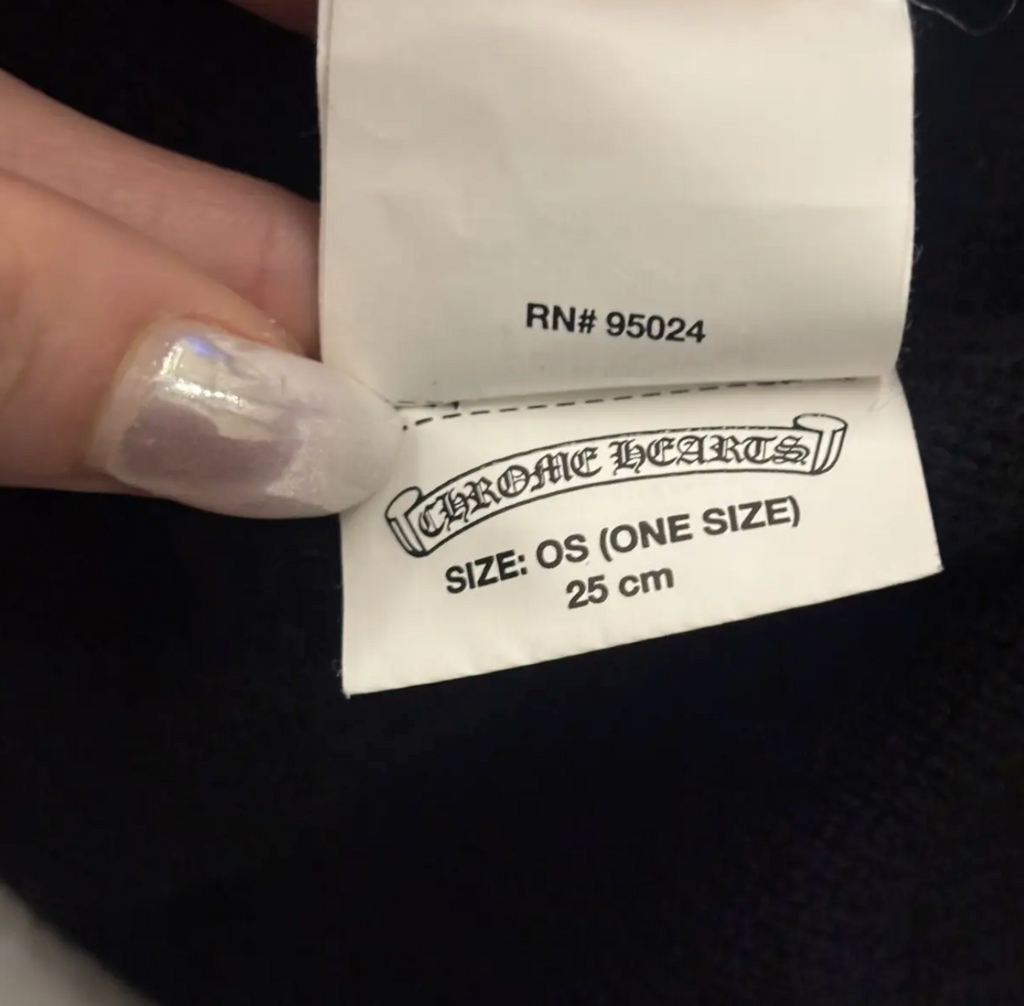 RN# 95024
CHROME HEARTS
SIZE: OS (ONE SIZE)
25 cm